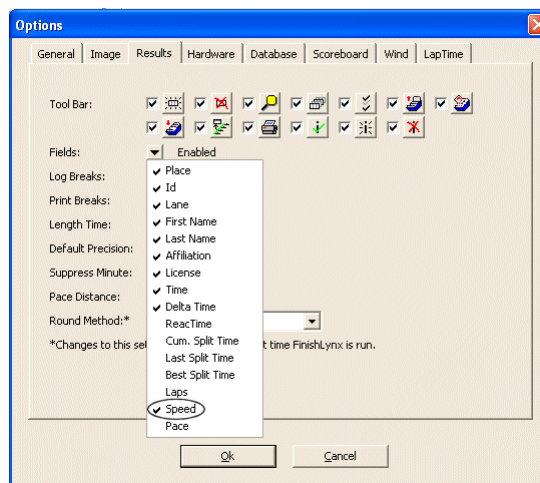 Options
General Image Results Hardware Database Scoreboard Wind LapTime
Tool Bar:
Fields: Enabled
Log Breaks:
Print Breaks:
Length Time:
Default Precision:
Suppress Minute:
Pace Distance:
Round Method:*
*Changes to this set
t time FinishLynx is run.
Place
Id
Lane
First Name
Last Name
Affiliation
License
Time
Delta Time
ReacTime
Cum. Split Time
Last Split Time
Best Split Time
Laps
Speed
Pace
Ok Cancel